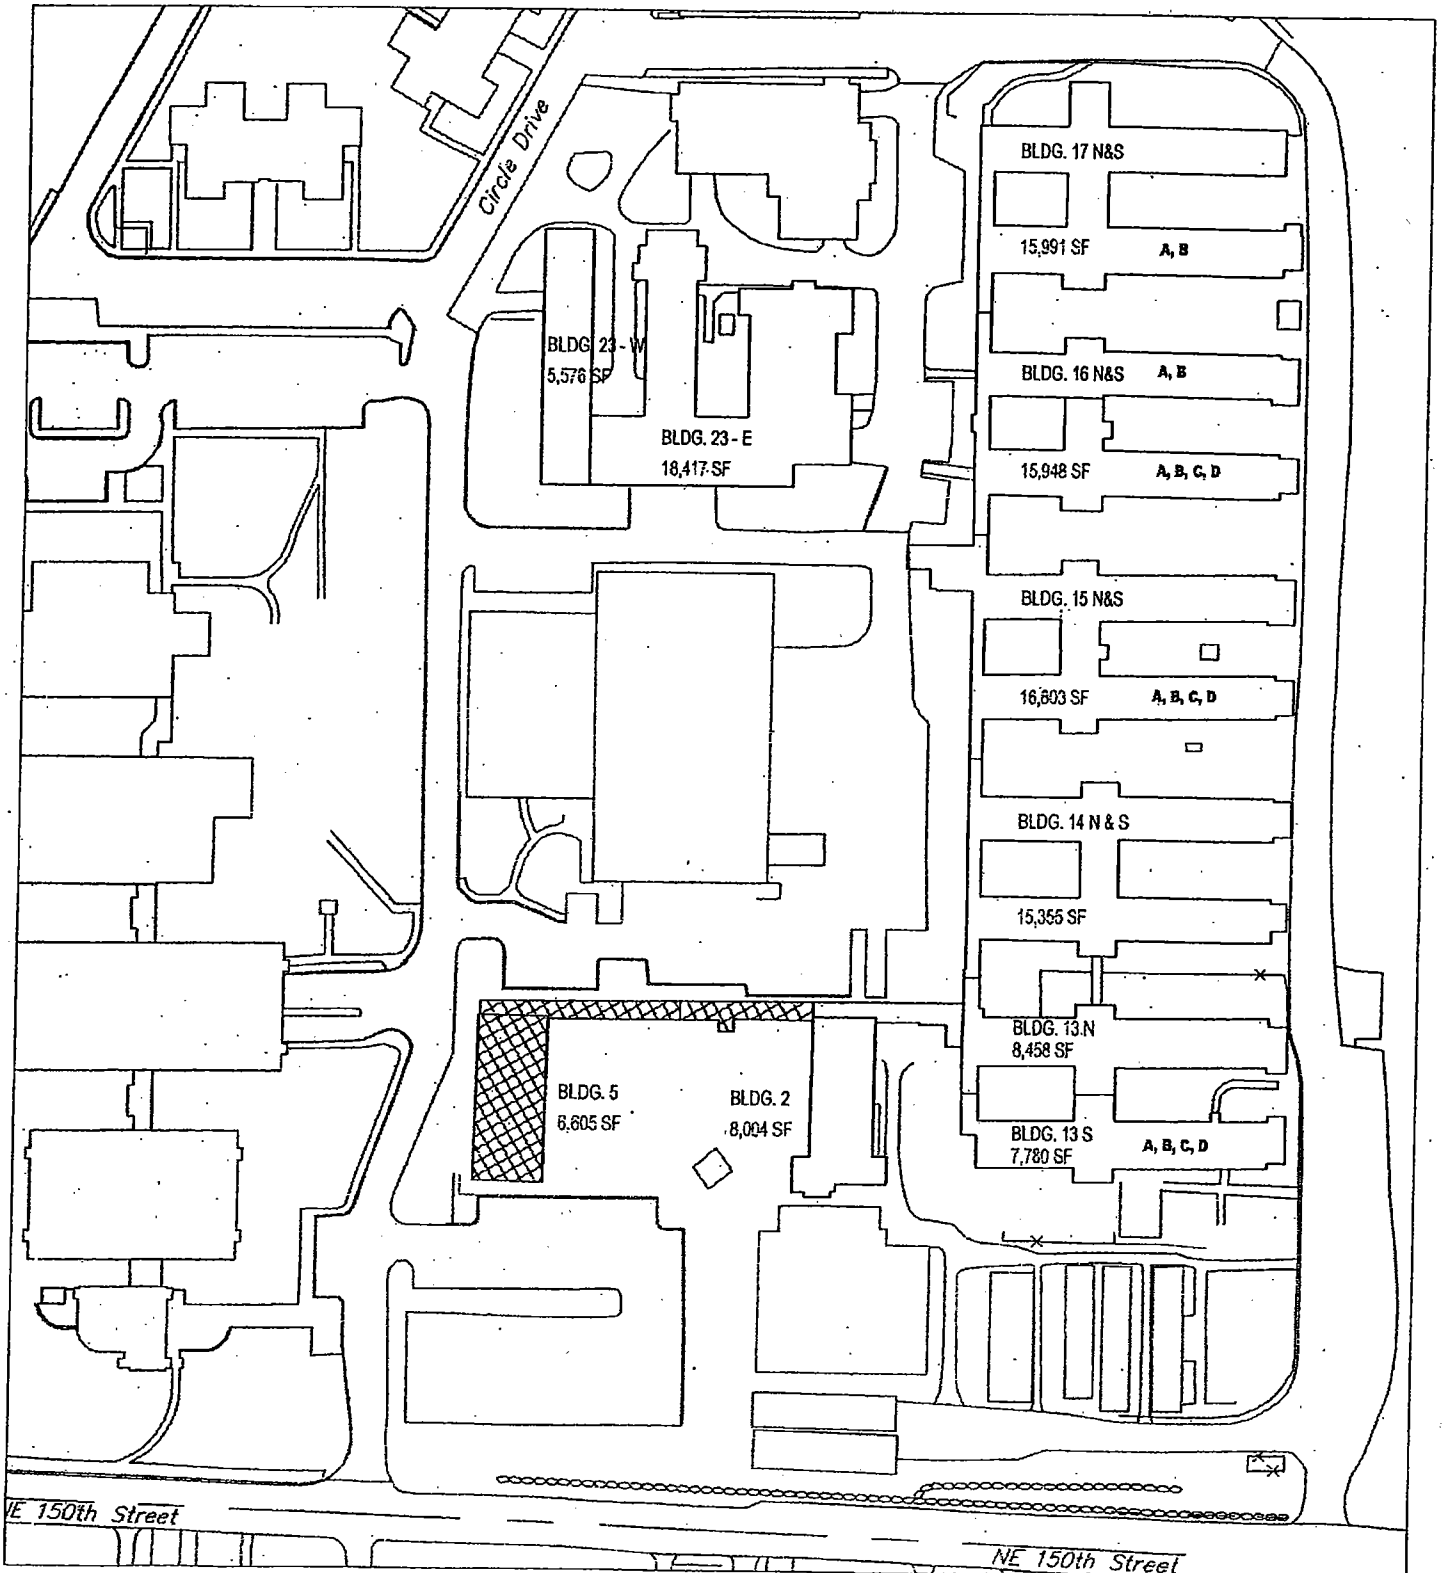 Circle Drive
BLDG. 17 N&S
15,991 SF
A, B
BLDG. 23 - W
5,576 SF
BLDG. 16 N&S
A, B
BLDG. 23 - E
18,417 SF
15,948 SF
A, B, C, D
BLDG. 15 N&S
16,803 SF
A, B, C, D
BLDG. 14 N & S
15,355 SF
BLDG. 13 N
8,458 SF
BLDG. 5
6,605 SF
BLDG. 2
8,004 SF
BLDG. 13 S
7,780 SF
A, B, C, D
NE 150th Street
NE 150th Street